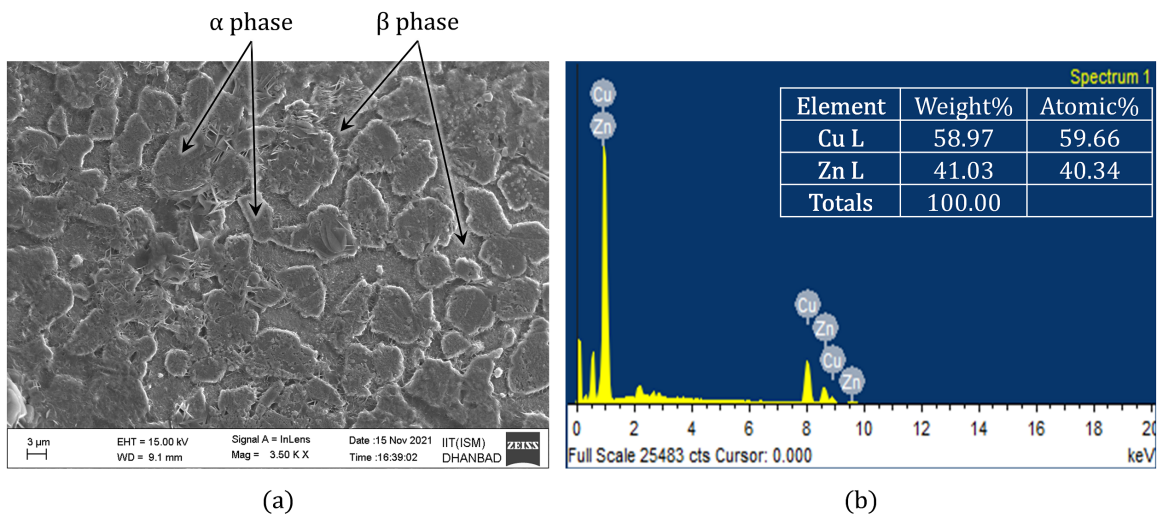 α phase
β phase
3 µm
EHT = 15.00 kV
WD = 9.1 mm
Signal A = InLens
Mag = 3.50 K X
Date :15 Nov 2021
Time :16:39:02
IIT(ISM)
DHANBAD
ZEISS
(a)
Spectrum 1
Element Weight% Atomic%
Cu L 58.97 59.66
Zn L 41.03 40.34
Totals 100.00
Cu
Zn
Cu
Zn
Cu
Zn
0 2 4 6 8 10 12 14 16 18 20
Full Scale 25483 cts Cursor: 0.000
keV
(b)